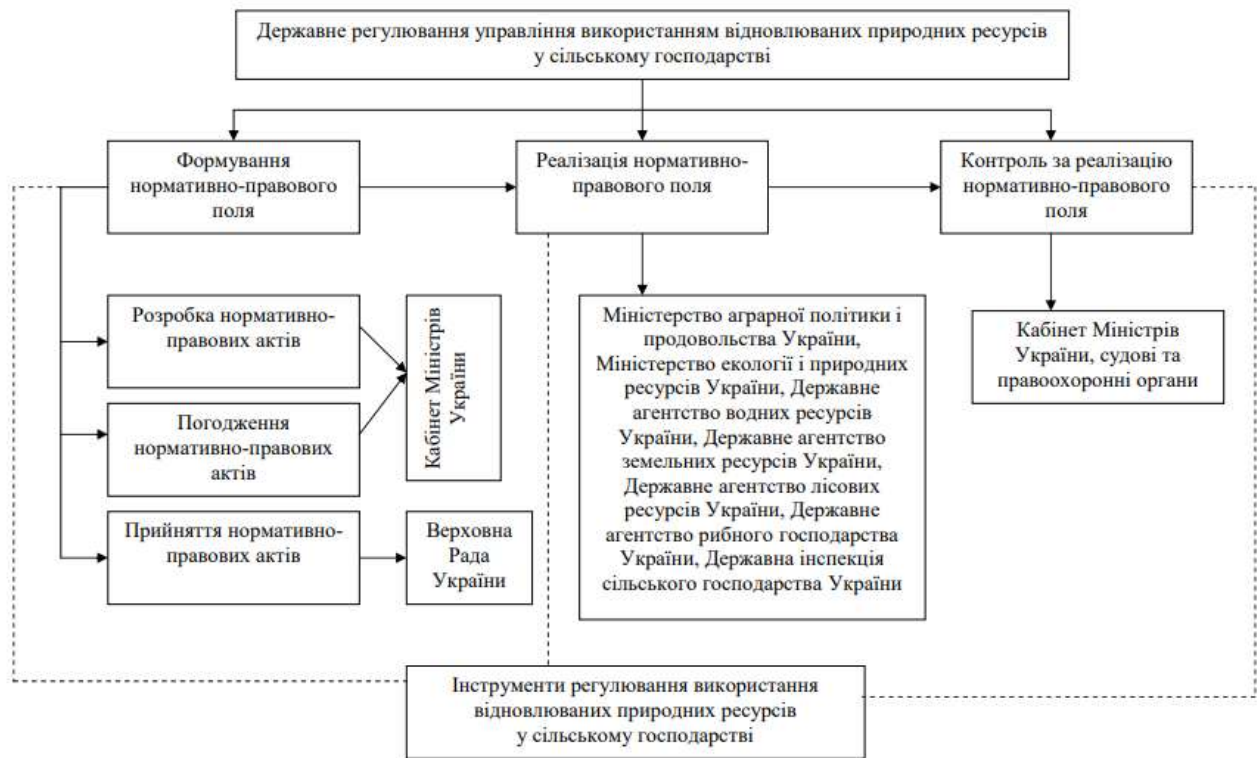 Державне регулювання управління використанням відновлюваних природних ресурсів
у сільському господарстві
Формування
нормативно-правового
поля
Реалізація нормативно-
правового поля
Контроль за реалізацію
нормативно-правового
поля
Розробка нормативно-
правових актів
Погодження
нормативно-правових
актів
Прийняття нормативно-
правових актів
Кабінет Міністрів
України
Верховна
Рада
України
Міністерство аграрної політики і
продовольства України,
Міністерство екології і природних
ресурсів України, Державне
агентство водних ресурсів
України, Державне агентство
земельних ресурсів України,
Державне агентство лісових
ресурсів України, Державне
агентство рибного господарства
України, Державна інспекція
сільського господарства України
Кабінет Міністрів
України, судові та
правоохоронні органи
Інструменти регулювання використання
відновлюваних природних ресурсів
у сільському господарстві